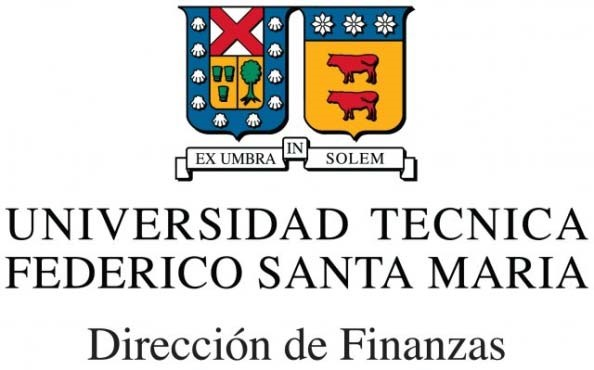 EX UMBRA IN SOLEM
UNIVERSIDAD TECNICA
FEDERICO SANTA MARIA
Dirección de Finanzas